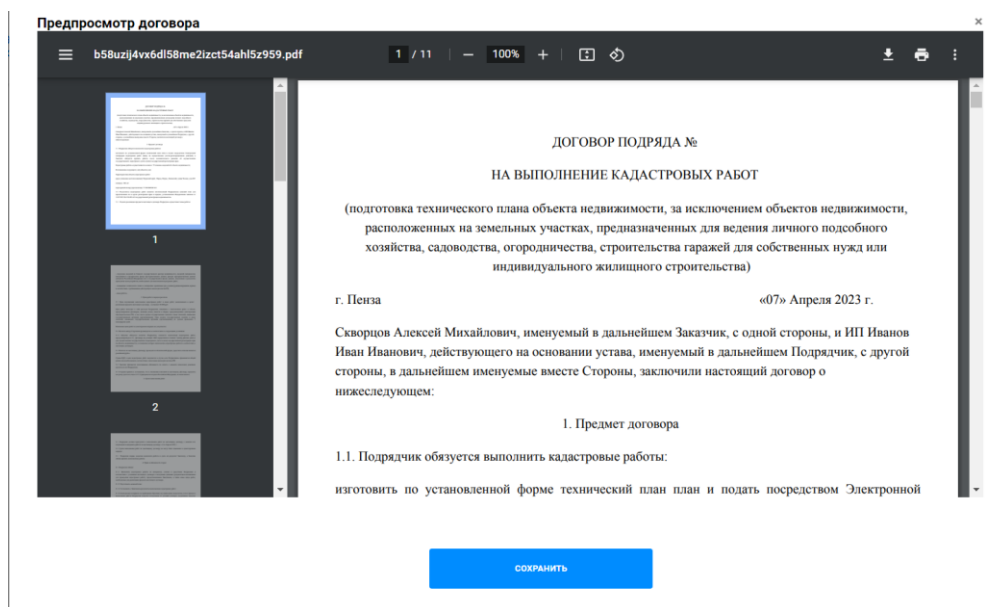 Предпросмотр договора
×
b58uzij4vx6dl58me2izct54ahl5z959.pdf
1 / 11
100%
1
2
ДОГОВОР ПОДРЯДА №
НА ВЫПОЛНЕНИЕ КАДАСТРОВЫХ РАБОТ
(подготовка технического плана объекта недвижимости, за исключением объектов недвижимости,
расположенных на земельных участках, предназначенных для ведения личного подсобного
хозяйства, садоводства, огородничества, строительства гаражей для собственных нужд или
индивидуального жилищного строительства)
г. Пенза «07» Апреля 2023 г.
Скворцов Алексей Михайлович, именуемый в дальнейшем Заказчик, с одной стороны, и ИП Иванов
Иван Иванович, действующего на основании устава, именуемый в дальнейшем Подрядчик, с другой
стороны, в дальнейшем именуемые вместе Стороны, заключили настоящий договор о
нижеследующем:
1. Предмет договора
1.1. Подрядчик обязуется выполнить кадастровые работы:
изготовить по установленной форме технический план план и подать посредством Электронной
СОХРАНИТЬ